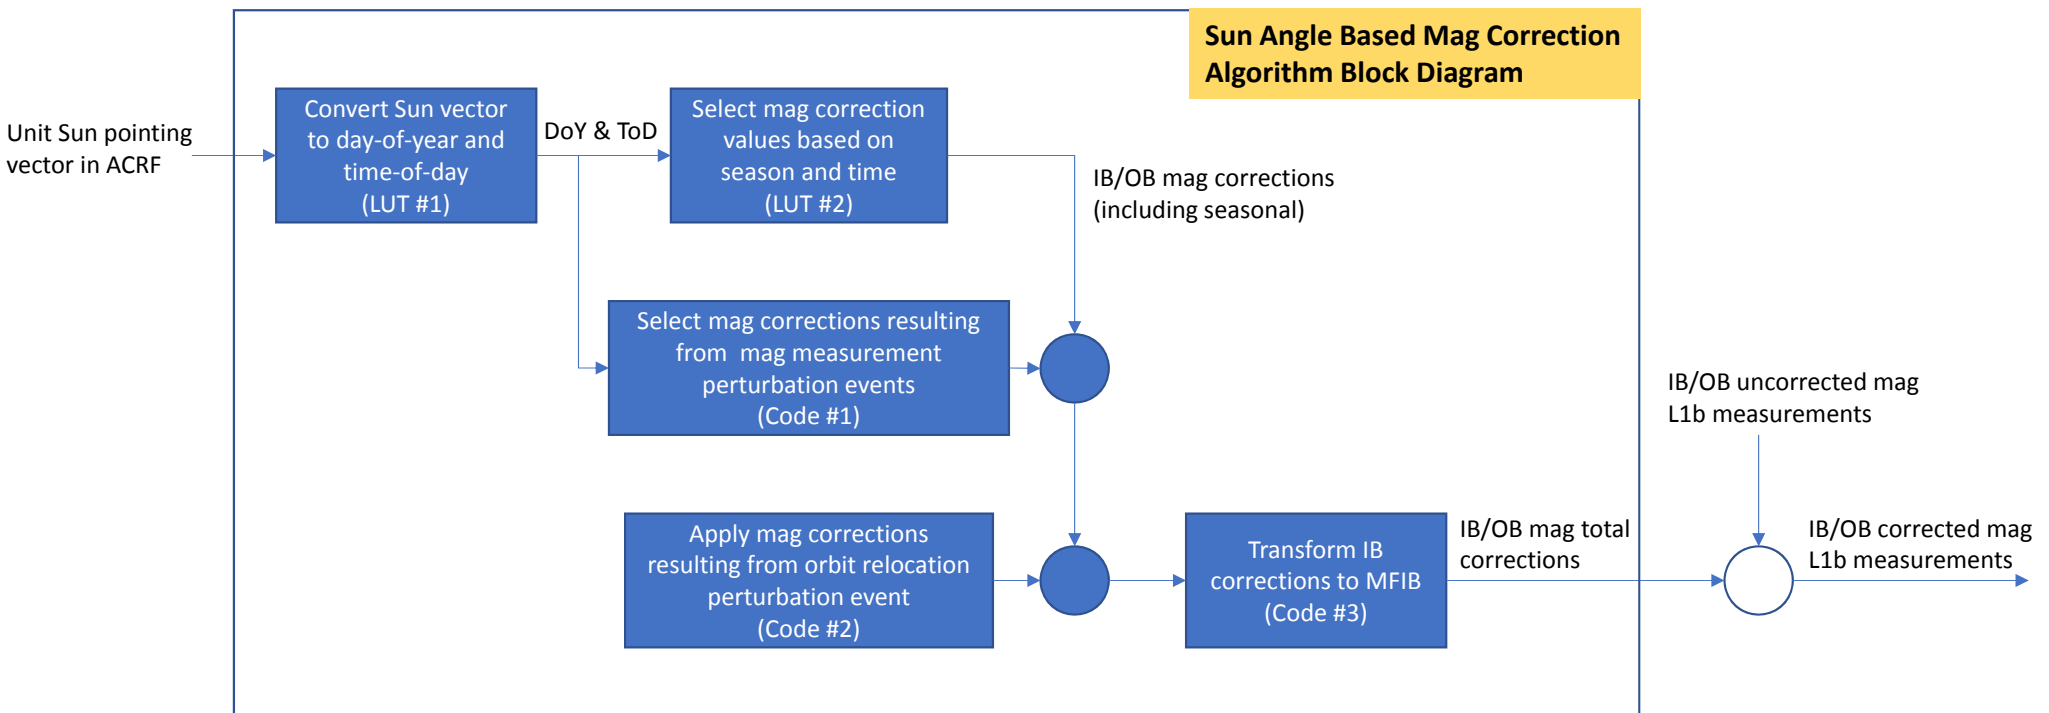 Sun Angle Based Mag Correction
Algorithm Block Diagram
Unit Sun pointing
vector in ACRF
Convert Sun vector
to day-of-year and
time-of-day
(LUT #1)
DoY & ToD
Select mag correction
values based on
season and time
(LUT #2)
IB/OB mag corrections
(including seasonal)
Select mag corrections resulting
from mag measurement
perturbation events
(Code #1)
IB/OB uncorrected mag
L1b measurements
Apply mag corrections
resulting from orbit relocation
perturbation event
(Code #2)
Transform IB
corrections to MFIB
(Code #3)
IB/OB mag total
corrections
IB/OB corrected mag
L1b measurements